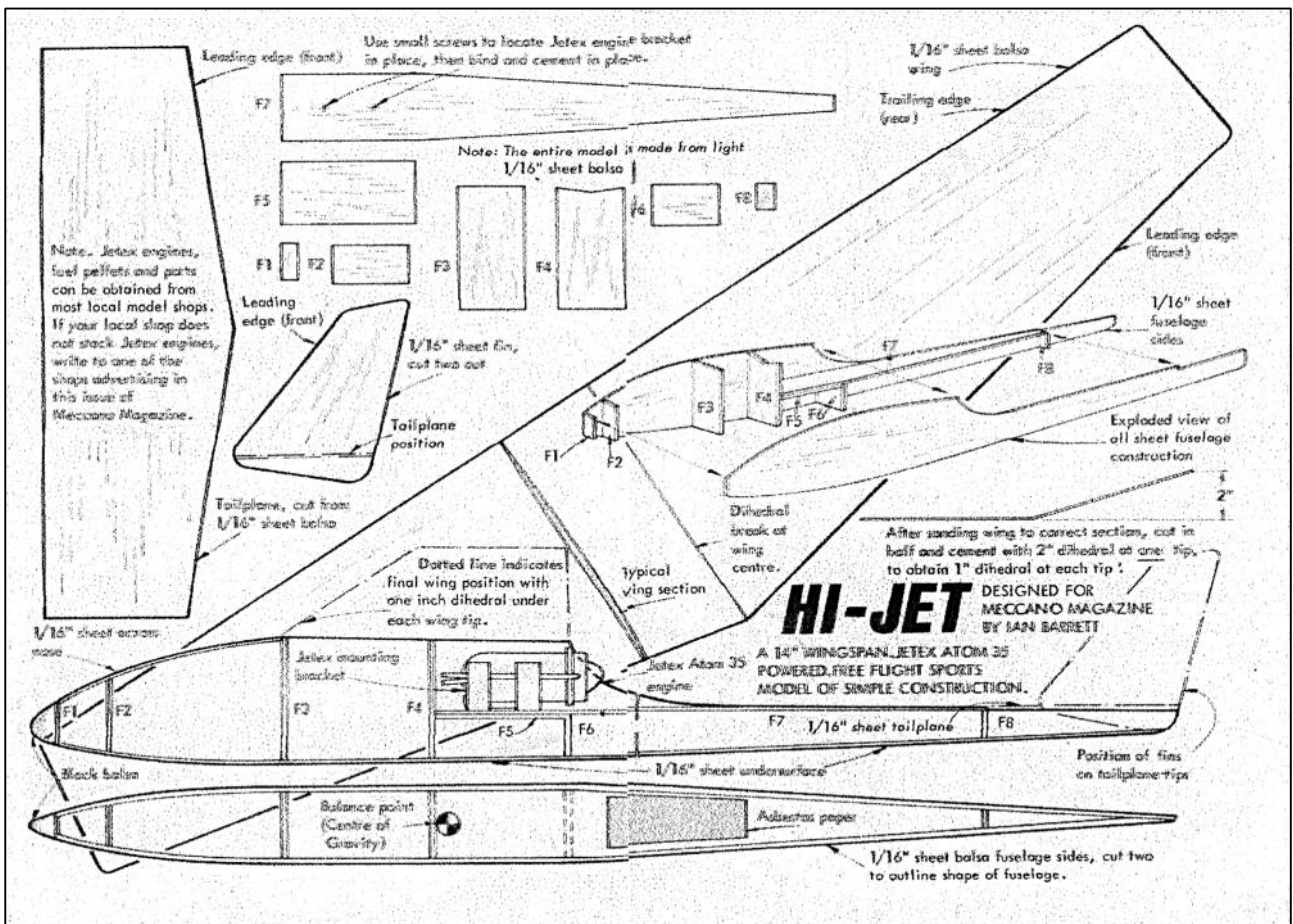 Leading edge (front)
Use small screws to locate Jetex engine bracket
in place, then bind and cement in place.
1/16" sheet balsa
wing
Trailing edge
(rear)
F7
Note: The entire model is made from light
1/16" sheet balsa
F5
F6
F8
F1
F2
F3
F4
Note. Jetex engines,
fuel pellets and parts
can be obtained from
most local model shops.
If your local shop does
not stock Jetex engines,
write to one of the
shops advertising in
this issue of
Meccano Magazine.
Leading
edge (front)
1/16" sheet fin,
cut two out
Tailplane
position
Leading edge
(front)
1/16" sheet
fuselage
sides
F7
F8
F3
F4
F5
F6
F1
F2
Exploded view of
all sheet fuselage
construction
2"
Tailplane, cut from
1/16" sheet balsa
Dihedral
break at
wing
centre.
After sanding wing to correct section, cut in
half and cement with 2" dihedral at one tip,
to obtain 1" dihedral at each tip.
Dotted line indicates
final wing position with
one inch dihedral under
each wing tip.
Typical
wing section
HI-JET
DESIGNED FOR
MECCANO MAGAZINE
BY IAN BARRETT
A 14" WINGSPAN JETEX ATOM 35
POWERED, FREE FLIGHT SPORTS
MODEL OF SIMPLE CONSTRUCTION.
1/16" sheet across
nose
Jetex mounting
bracket
Jetex Atom 35
engine
F1
F2
F3
F4
F5
F6
F7
F8
1/16" sheet tailplane
Position of fins
on tailplane tips
Block balsa
1/16" sheet undersurface
Balance point
(Centre of
Gravity)
Asbestos paper
1/16" sheet balsa fuselage sides, cut two
to outline shape of fuselage.